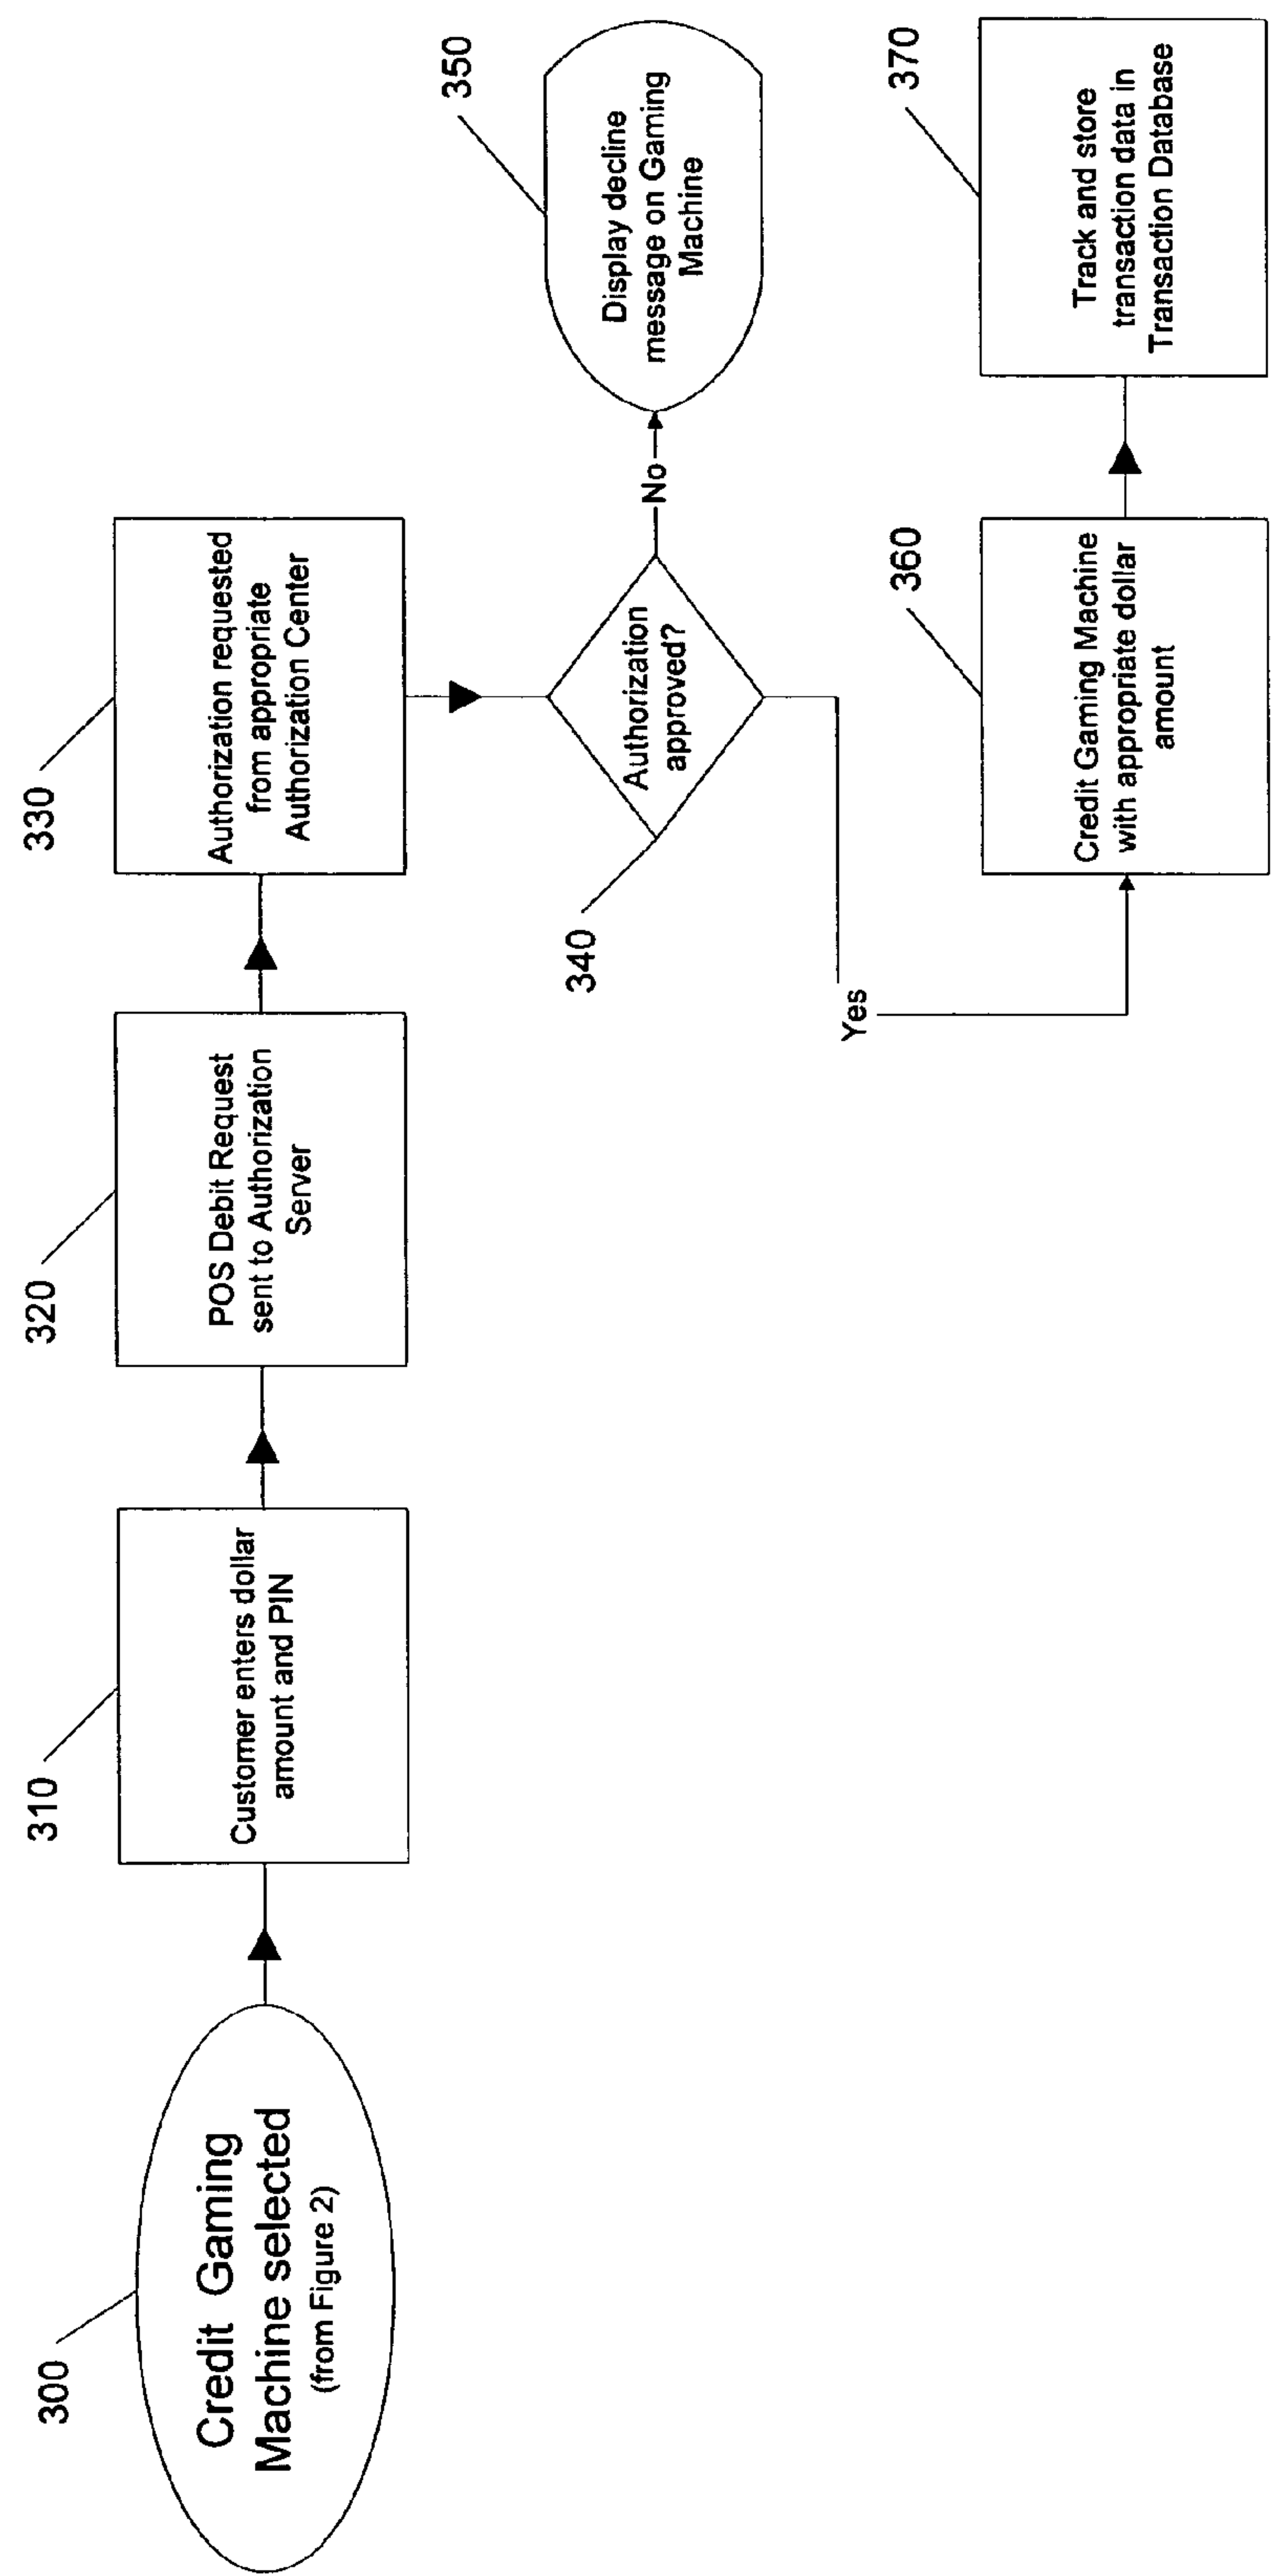 300
Credit Gaming
Machine selected
(from Figure 2)
310
Customer enters dollar
amount and PIN
320
POS Debit Request
sent to Authorization
Server
330
Authorization requested
from appropriate
Authorization Center
340
Authorization
approved?
No
350
Display decline
message on Gaming
Machine
Yes
360
Credit Gaming Machine
with appropriate dollar
amount
370
Track and store
transaction data in
Transaction Database